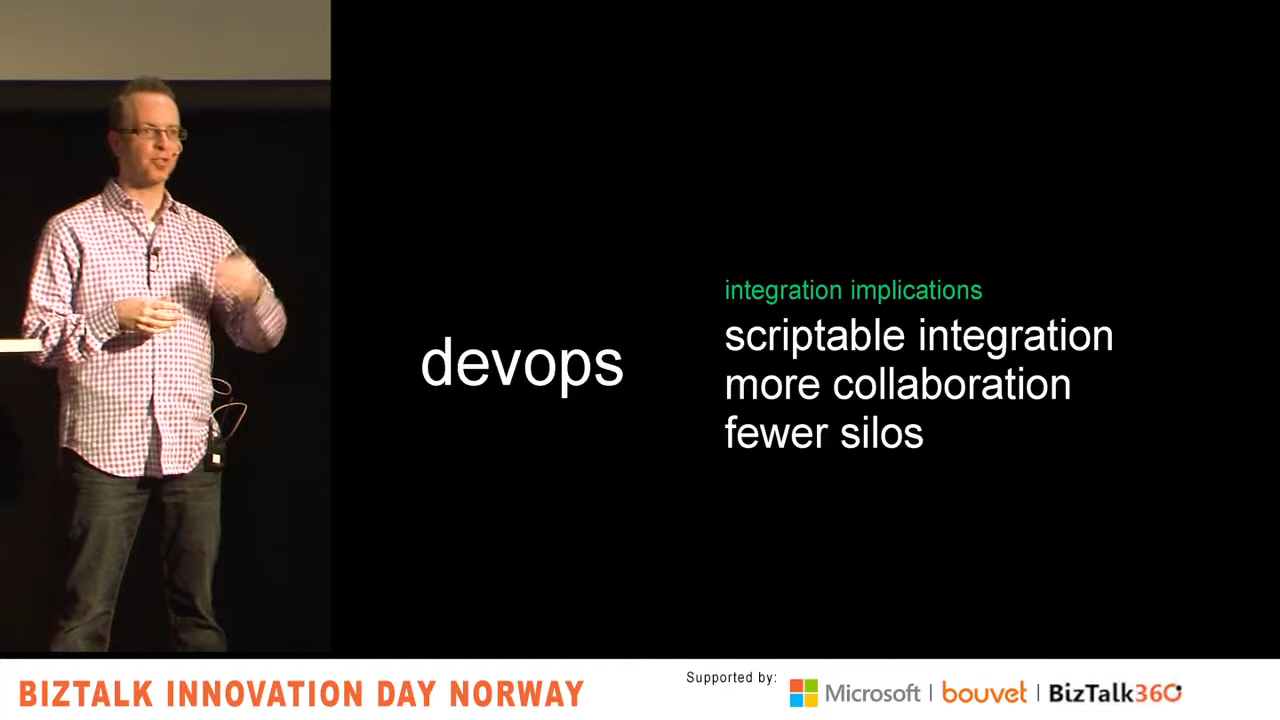 devops
integration implications
scriptable integration
more collaboration
fewer silos
BIZTALK INNOVATION DAY NORWAY
Supported by:
Microsoft | bouvet | BizTalk360